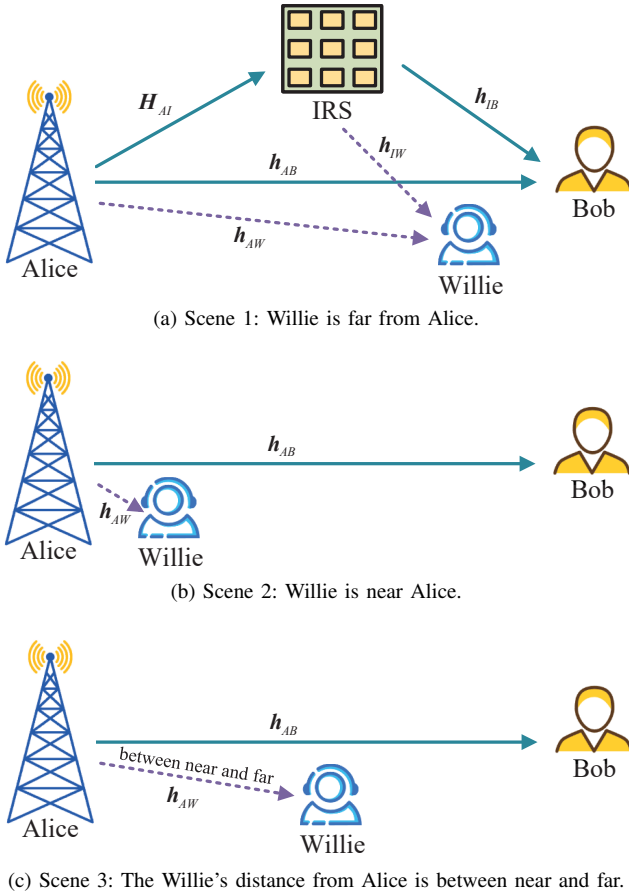 H_AI
IRS
h_IB
h_IW
h_AB
h_AW
Alice
Willie
Bob
(a) Scene 1: Willie is far from Alice.
h_AB
h_AW
Alice
Willie
Bob
(b) Scene 2: Willie is near Alice.
h_AB
between near and far
h_AW
Alice
Willie
Bob
(c) Scene 3: The Willie's distance from Alice is between near and far.